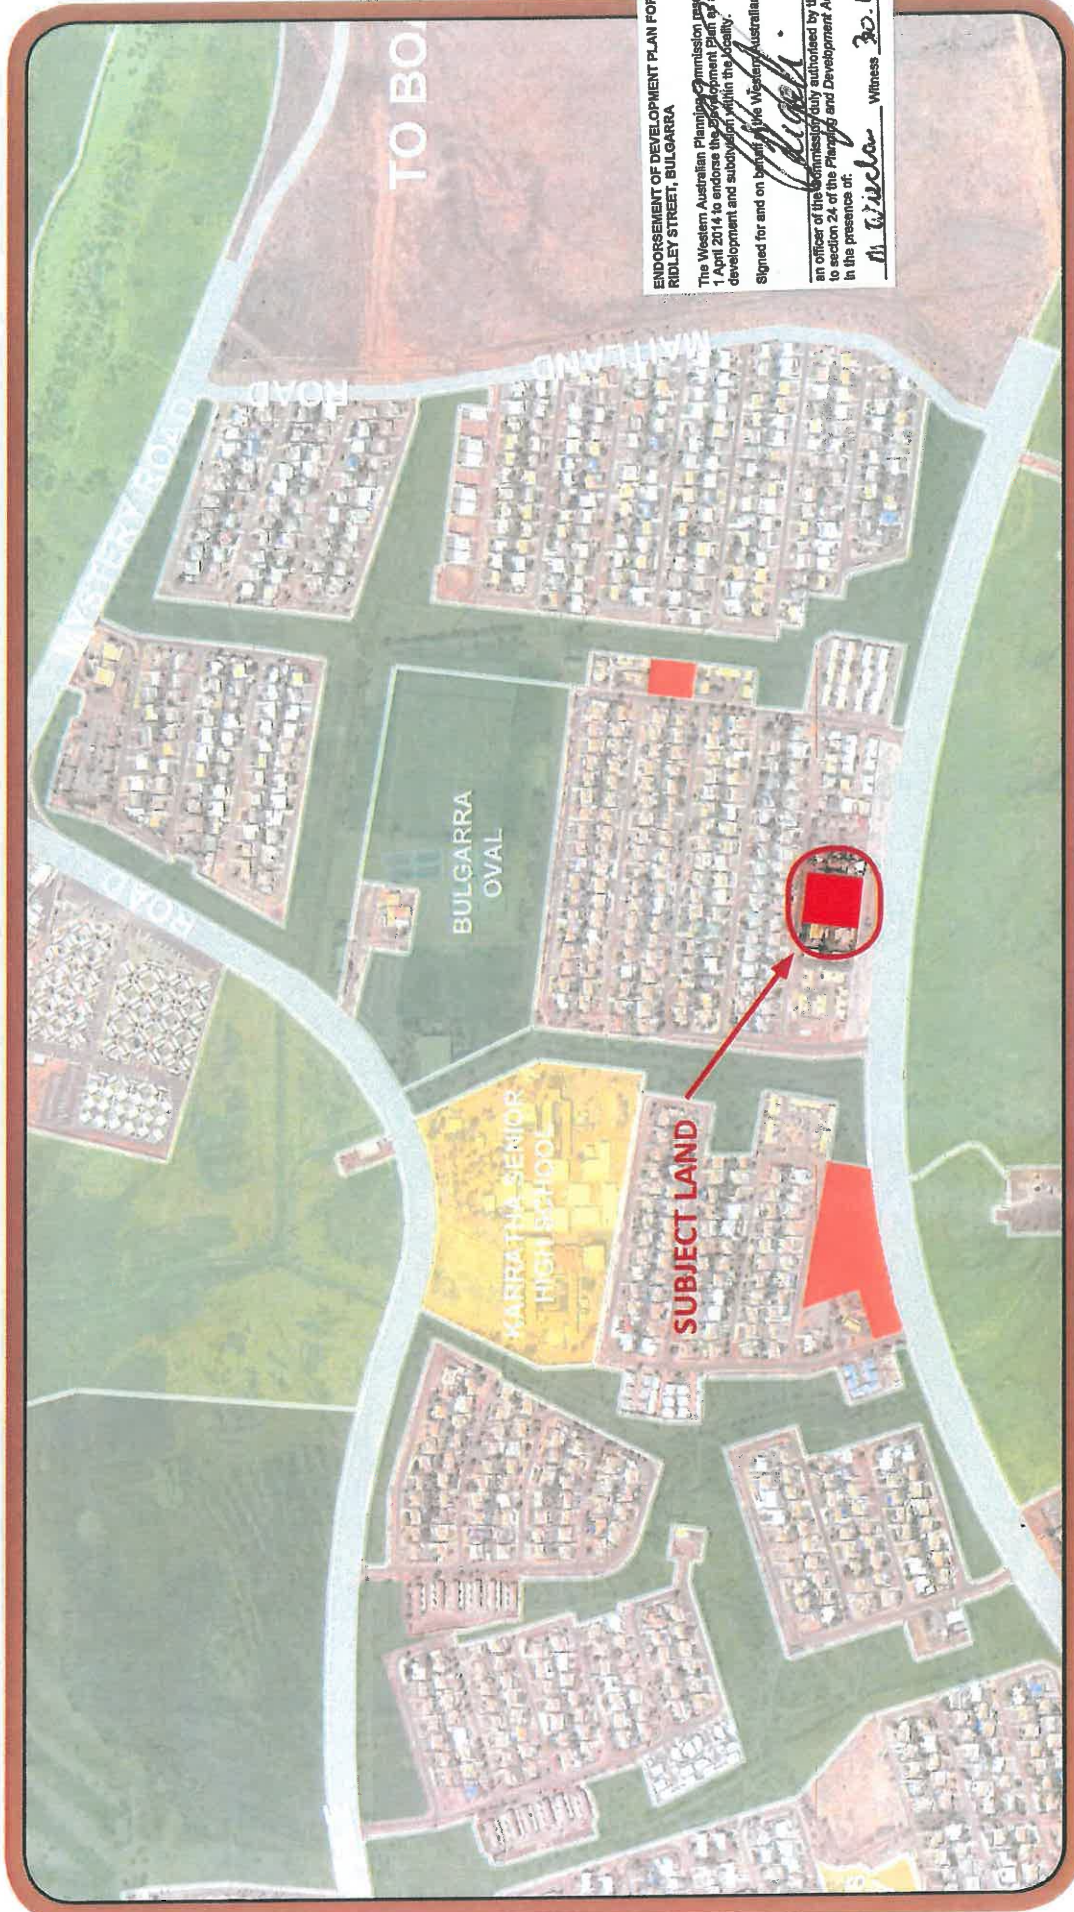 TO BO
MYSTERY ROAD
ROAD
ROAD
MAITLAND
BULGARRA
OVAL
KARRATHA SENIOR
HIGH SCHOOL
SUBJECT LAND
ENDORSEMENT OF DEVELOPMENT PLAN FOR
RIDLEY STREET, BULGARRA
The Western Australian Planning Commission
1 April 2014 to endorse the Development Plan
development and subdivision within the locality.
Signed for and on behalf of the Western Australian
an officer of the Commission duly authorised by
to section 24 of the Planning and Development
in the presence of:
Witness 30.